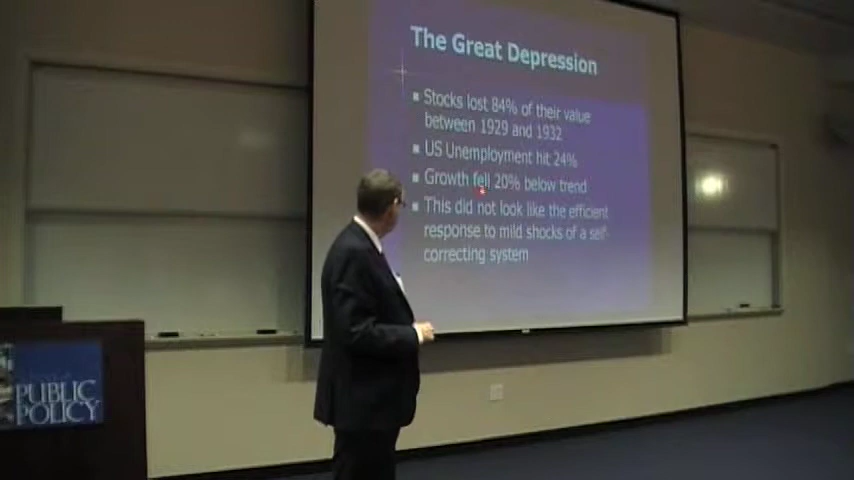 The Great Depression
Stocks lost 84% of their value
between 1929 and 1932
US Unemployment hit 24%
Growth fell 20% below trend
This did not look like the efficient
response to mild shocks of a self-
correcting system
PUBLIC
POLICY